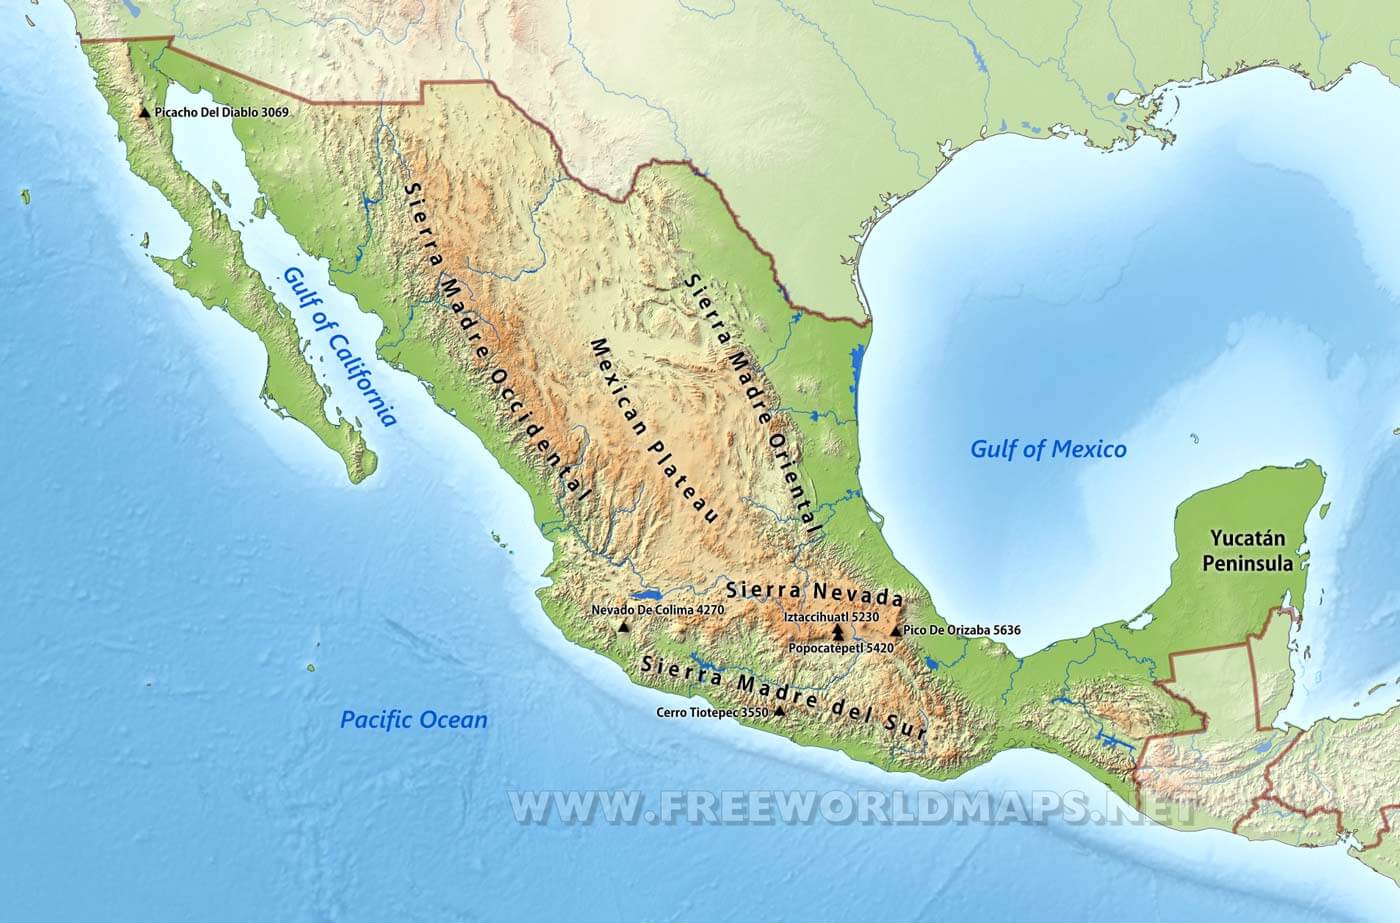 Picacho Del Diablo 3069
Sierra Madre Occidental
Gulf of California
Sierra Madre Oriental
Mexican Plateau
Gulf of Mexico
Yucatán
Peninsula
Sierra Nevada
Nevado De Colima 4270
Iztaccihuatl 5230
Pico De Orizaba 5636
Popocatépetl 5420
Sierra Madre del Sur
Cerro Tiotepec 3550
Pacific Ocean
WWW.FREEWORLDMAPS.NET